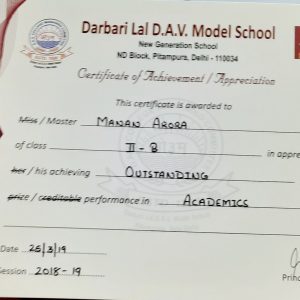 Darbari Lal D.A.V. Model School
New Generation School
ND Block, Pitampura, Delhi - 110034
Certificate of Achievement / Appreciation
This certificate is awarded to
Miss / Master MANAN ARORA
of class II - B in appre
her / his achieving OUTSTANDING
prize / creditable performance in ACADEMICS
Date 25/3/19
Session 2018 - 19
Princ